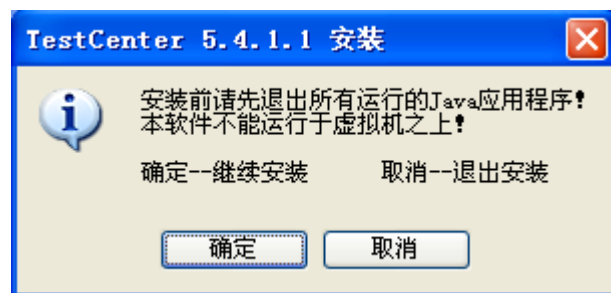 TestCenter 5.4.1.1 安装
安装前请先退出所有运行的Java应用程序!
本软件不能运行于虚拟机之上!
确定--继续安装 取消--退出安装
确定 取消